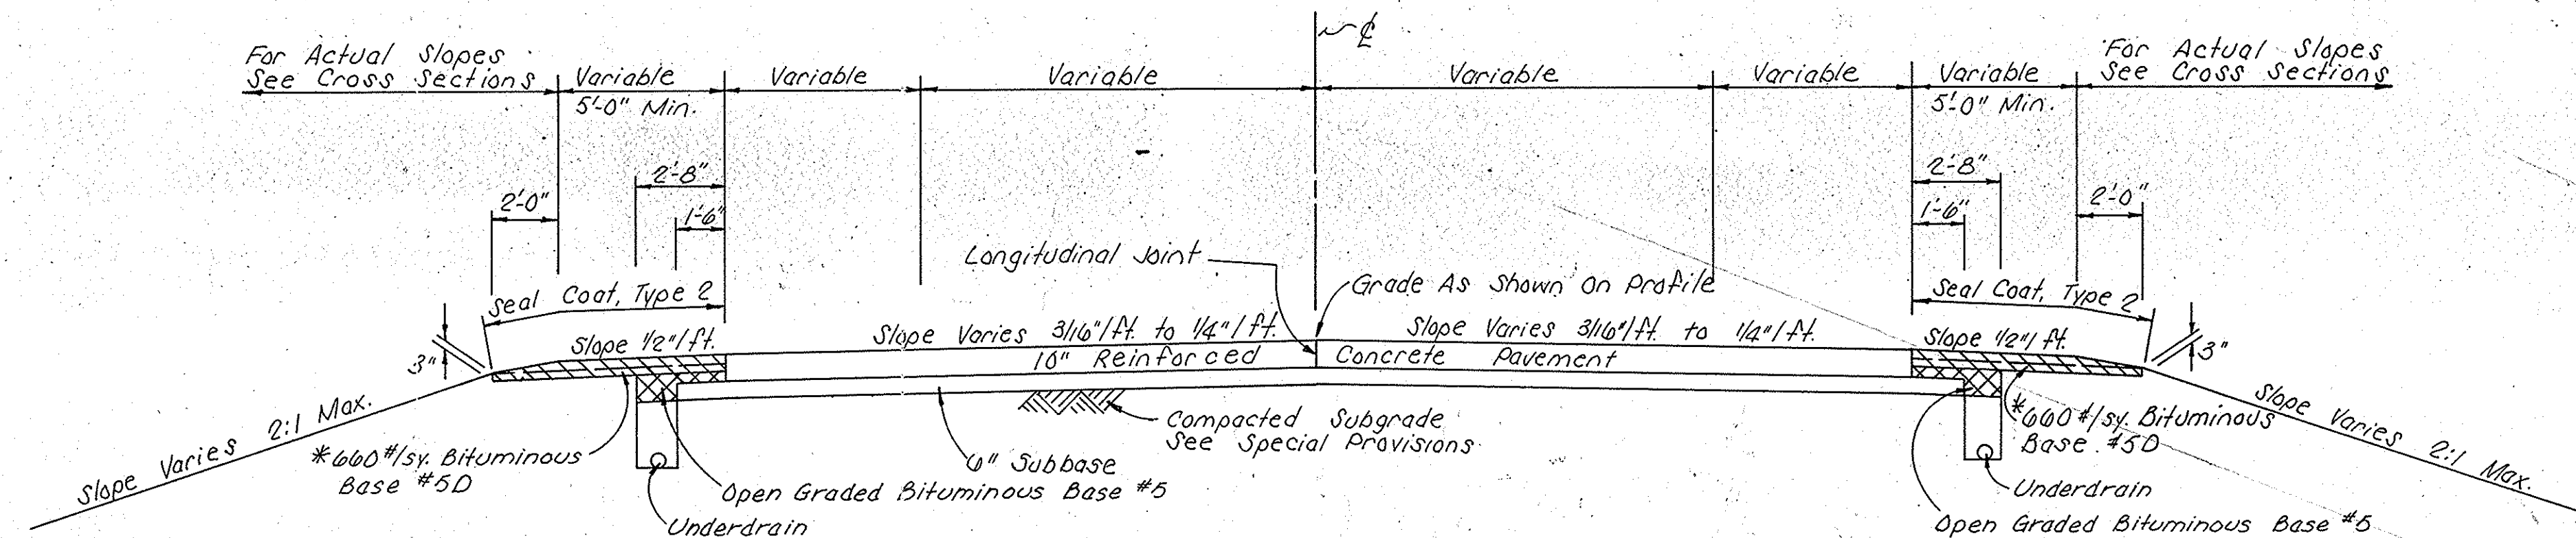 ℄
For Actual Slopes
See Cross Sections
Variable
5'-0" Min.
Variable
Variable
Variable
Variable
Variable
5'-0" Min.
For Actual Slopes
See Cross Sections
2'-8"
2'-0"
1'-6"
2'-8"
1'-6"
2'-0"
Longitudinal Joint
Grade As Shown On Profile
Seal Coat, Type 2
Seal Coat, Type 2
3"
Slope 1/2"/ft.
Slope Varies 3/16"/ft. to 1/4"/ft.
Slope Varies 3/16"/ft. to 1/4"/ft.
Slope 1/2"/ft.
3"
10" Reinforced Concrete Pavement
Slope Varies 2:1 Max.
Compacted Subgrade
See Special Provisions
*660#/sy. Bituminous
Base #5D
Slope Varies 2:1 Max.
*660#/sy. Bituminous
Base #5D
6" Subbase
Open Graded Bituminous Base #5
Underdrain
Underdrain
Open Graded Bituminous Base #5